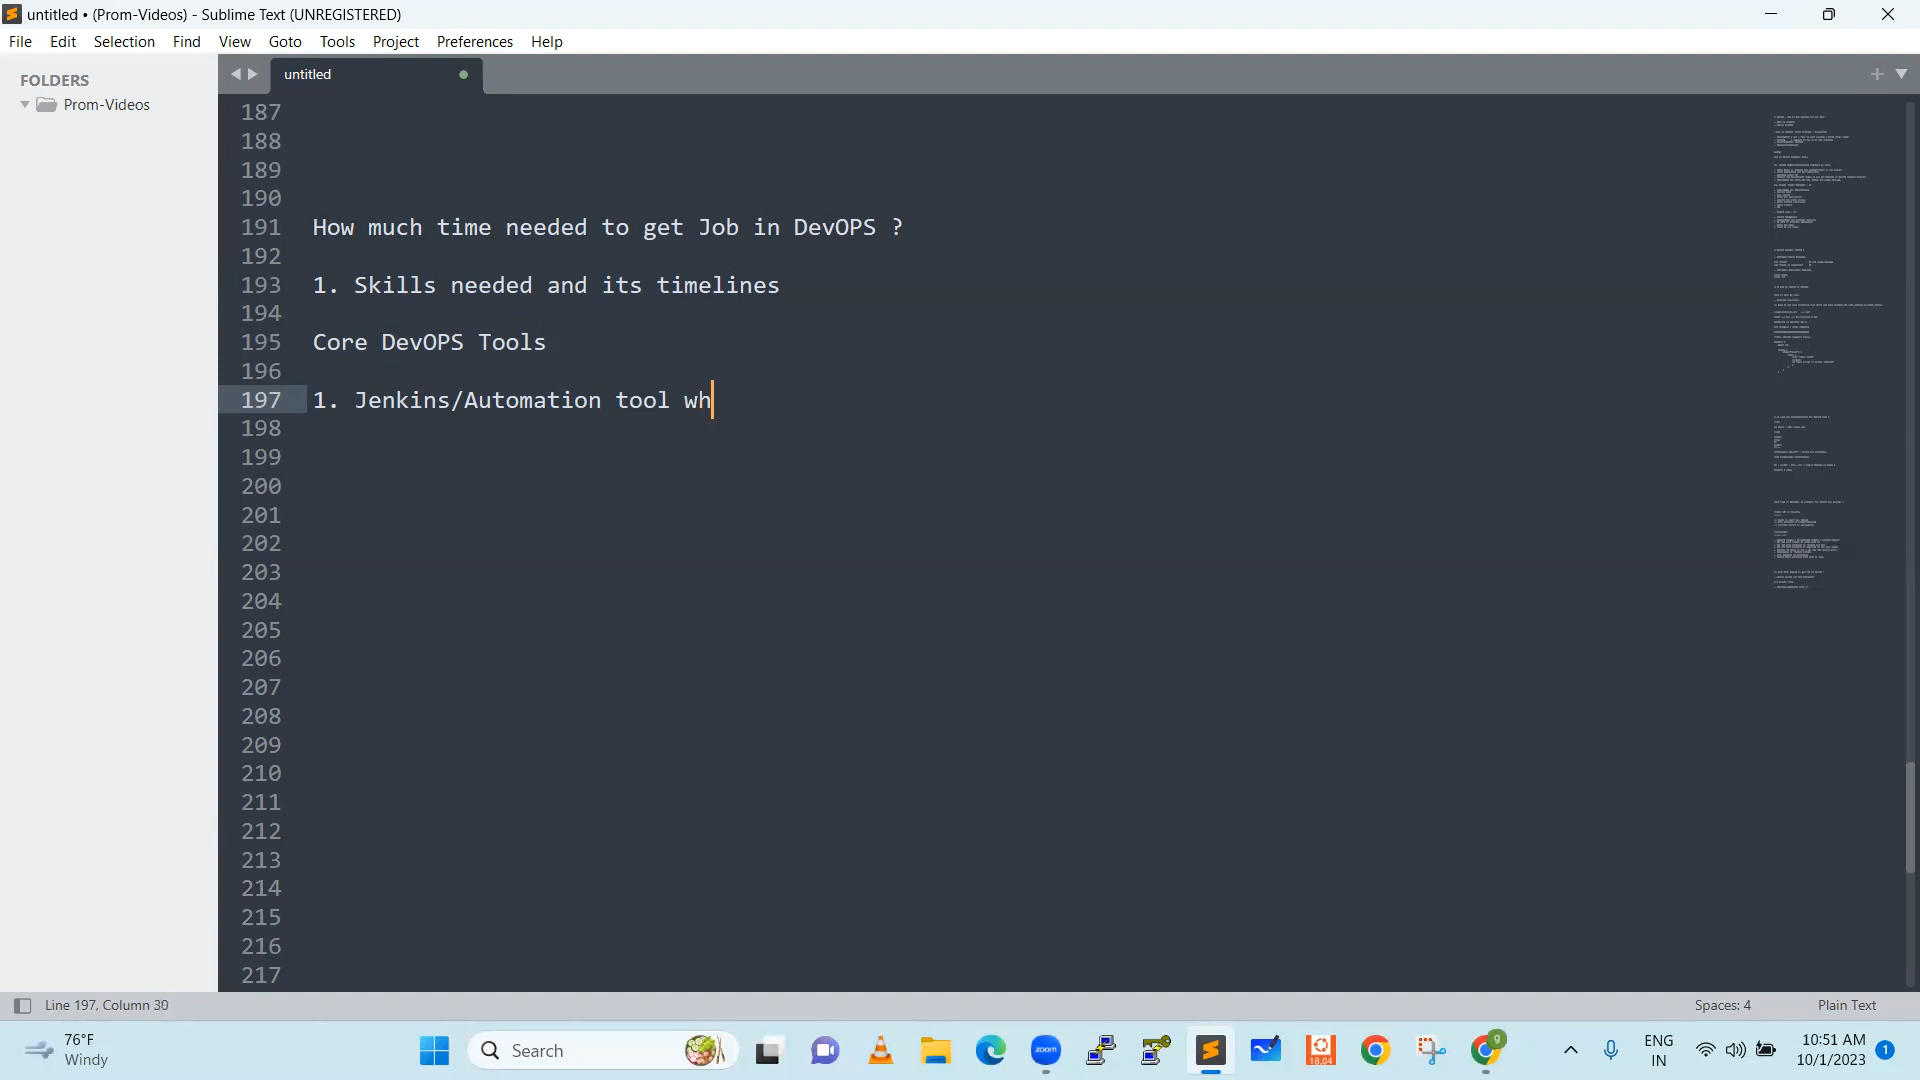 untitled • (Prom-Videos) - Sublime Text (UNREGISTERED)
File Edit Selection Find View Goto Tools Project Preferences Help
FOLDERS
Prom-Videos
untitled
187
188
189
190
191 How much time needed to get Job in DevOPS ?
192
193 1. Skills needed and its timelines
194
195 Core DevOPS Tools
196
197 1. Jenkins/Automation tool wh
198
199
200
201
202
203
204
205
206
207
208
209
210
211
212
213
214
215
216
217
Line 197, Column 30
Spaces: 4
Plain Text
76°F
Windy
Search
zoom
18.04
g
ENG
IN
10:51 AM
10/1/2023
1